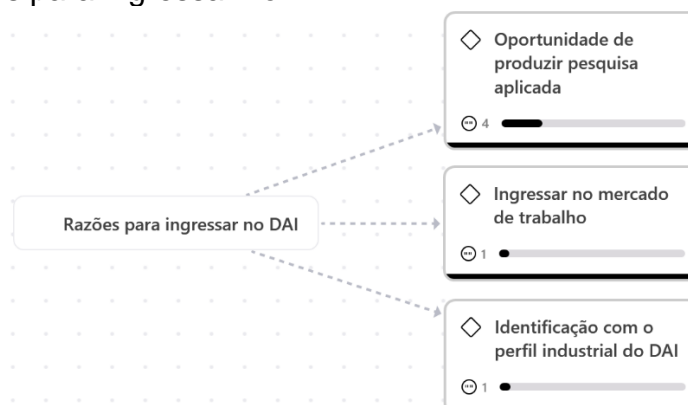 Oportunidade de
produzir pesquisa
aplicada
4
Razões para ingressar no DAI
Ingressar no mercado
de trabalho
1
Identificação com o
perfil industrial do DAI
1